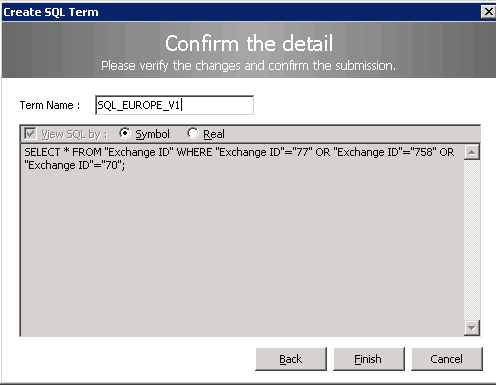 Create SQL Term
Confirm the detail
Please verify the changes and confirm the submission.
Term Name : SQL_EUROPE_V1
View SQL by : Symbol Real
SELECT * FROM "Exchange ID" WHERE "Exchange ID"="77" OR "Exchange ID"="758" OR
"Exchange ID"="70";
Back Finish Cancel